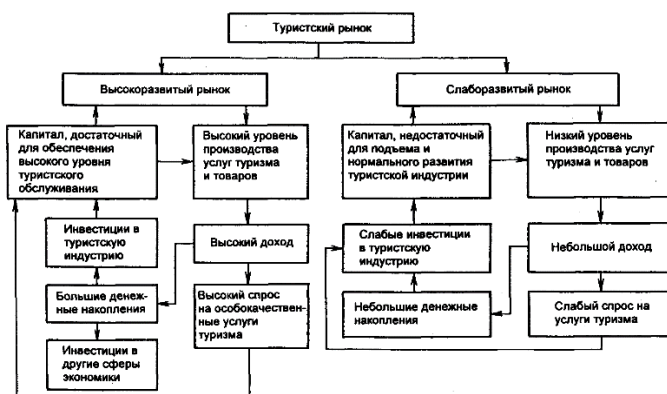 Туристский рынок
Высокоразвитый рынок
Слаборазвитый рынок
Капитал, достаточный
для обеспечения
высокого уровня
туристского
обслуживания
Высокий уровень
производства
услуг туризма
и товаров
Капитал, недостаточный
для подъема и
нормального развития
туристской индустрии
Низкий уровень
производства услуг
туризма и товаров
Инвестиции в
туристскую
индустрию
Высокий доход
Слабые инвестиции
в туристскую
индустрию
Небольшой доход
Большие денеж-
ные накопления
Высокий спрос
на особокачествен-
ные услуги
туризма
Небольшие денежные
накопления
Слабый спрос на
услуги туризма
Инвестиции в
другие сферы
экономики